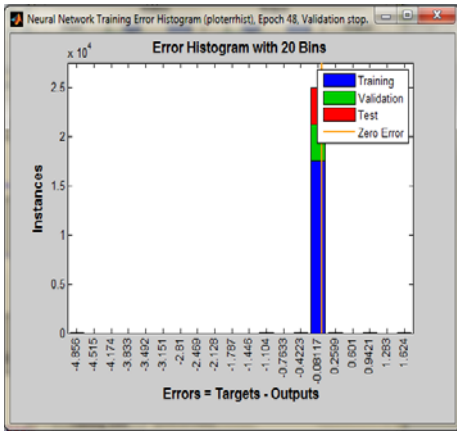 Neural Network Training Error Histogram (ploterrhist), Epoch 48, Validation stop.
Error Histogram with 20 Bins
x 10^4
2.5
2
1.5
1
0.5
0
Instances
Training
Validation
Test
Zero Error
-4.856
-4.515
-4.174
-3.833
-3.492
-3.151
-2.81
-2.469
-2.128
-1.787
-1.446
-1.104
-0.7633
-0.4223
-0.08117
0.2599
0.601
0.9421
1.283
1.624
Errors = Targets - Outputs